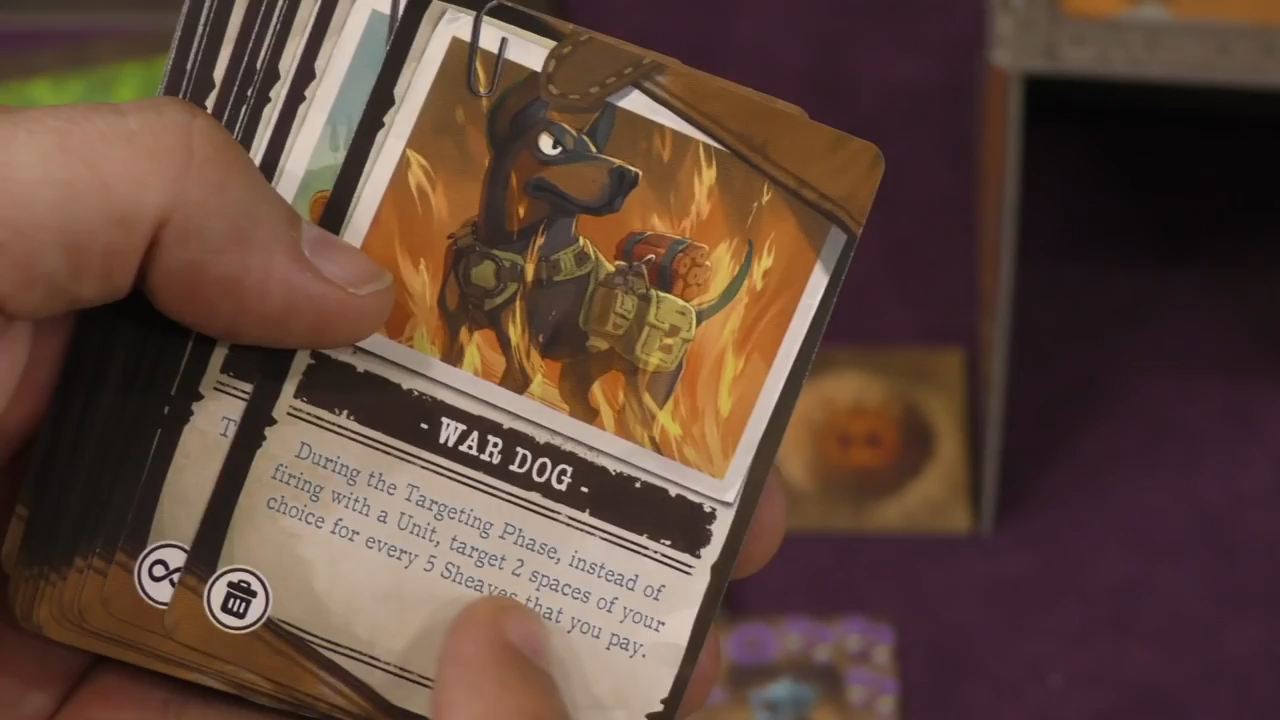 - WAR DOG -
During the Targeting Phase, instead of
firing with a Unit, target 2 spaces of your
choice for every 5 Sheaves that you pay.
T